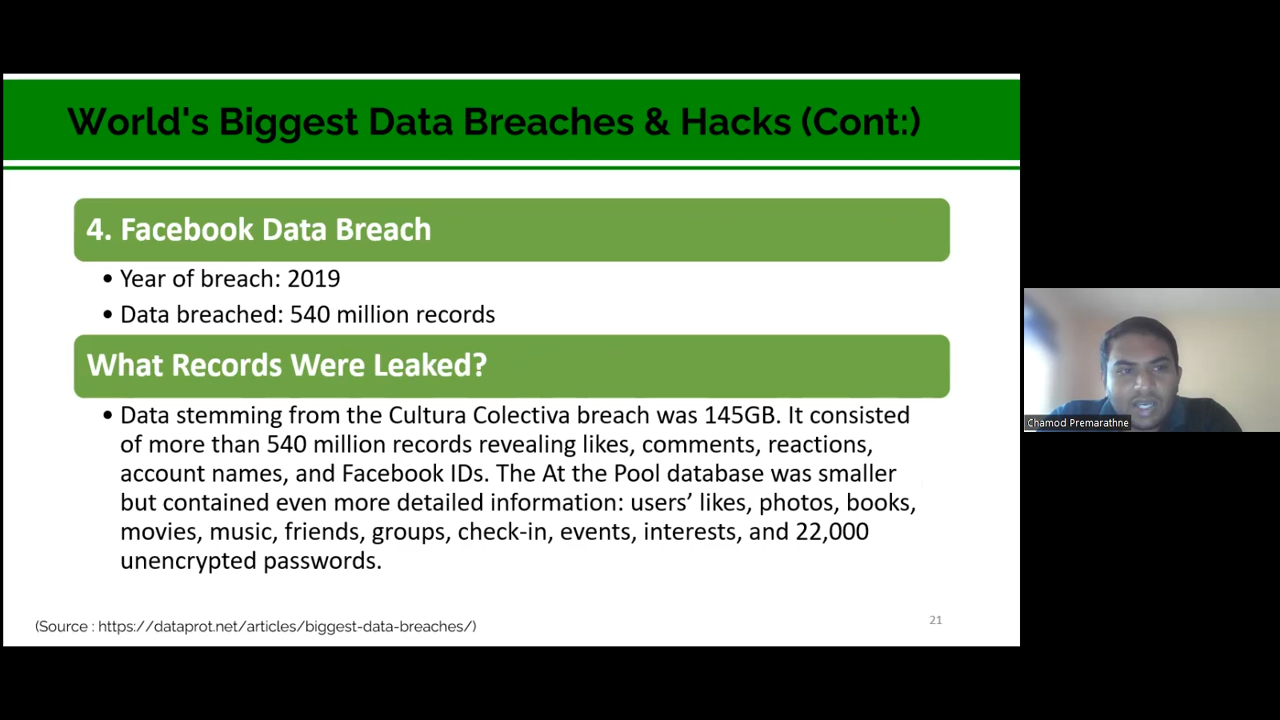 World's Biggest Data Breaches & Hacks (Cont:)
4. Facebook Data Breach
• Year of breach: 2019
• Data breached: 540 million records
What Records Were Leaked?
• Data stemming from the Cultura Colectiva breach was 145GB. It consisted
of more than 540 million records revealing likes, comments, reactions,
account names, and Facebook IDs. The At the Pool database was smaller
but contained even more detailed information: users’ likes, photos, books,
movies, music, friends, groups, check-in, events, interests, and 22,000
unencrypted passwords.
(Source : https://dataprot.net/articles/biggest-data-breaches/)
21
Chamod Premarathne